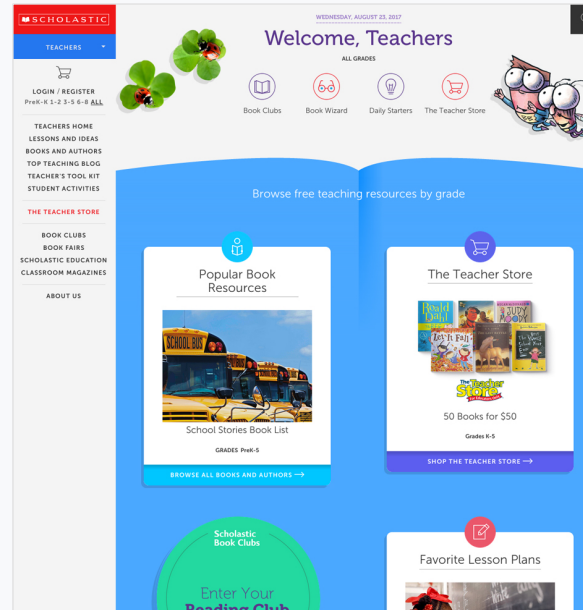 SCHOLASTIC
TEACHERS
LOGIN / REGISTER
PreK-K 1-2 3-5 6-8 ALL
TEACHERS HOME
LESSONS AND IDEAS
BOOKS AND AUTHORS
TOP TEACHING BLOG
TEACHER'S TOOL KIT
STUDENT ACTIVITIES
THE TEACHER STORE
BOOK CLUBS
BOOK FAIRS
SCHOLASTIC EDUCATION
CLASSROOM MAGAZINES
ABOUT US
WEDNESDAY, AUGUST 23, 2017
Welcome, Teachers
ALL GRADES
Book Clubs
Book Wizard
Daily Starters
The Teacher Store
Browse free teaching resources by grade
Popular Book
Resources
SCHOOL BUS
School Stories Book List
GRADES PreK-5
BROWSE ALL BOOKS AND AUTHORS
The Teacher Store
Roald
Dahl
JUDY
MOODY
Let It Fall
The
Teacher
Store
50 Books for $50
Grades K-5
SHOP THE TEACHER STORE
Scholastic
Book Clubs
Enter Your
Reading Club
Favorite Lesson Plans